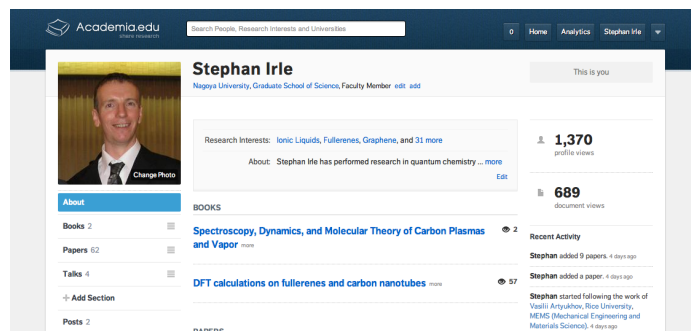 Academia.edu
share research
Search People, Research Interests and Universities
0
Home
Analytics
Stephan Irle
Stephan Irle
Nagoya University, Graduate School of Science, Faculty Member edit add
This is you
Change Photo
Research Interests: Ionic Liquids, Fullerenes, Graphene, and 31 more
About: Stephan Irle has performed research in quantum chemistry ... more
Edit
1,370
profile views
689
document views
About
Books 2
Papers 62
Talks 4
Add Section
Posts 2
BOOKS
Spectroscopy, Dynamics, and Molecular Theory of Carbon Plasmas
and Vapor more
2
DFT calculations on fullerenes and carbon nanotubes more
57
PAPERS
Recent Activity
Stephan added 9 papers. 4 days ago
Stephan added a paper. 4 days ago
Stephan started following the work of
Vasilii Artyukhov, Rice University,
MEMS (Mechanical Engineering and
Materials Science). 4 days ago